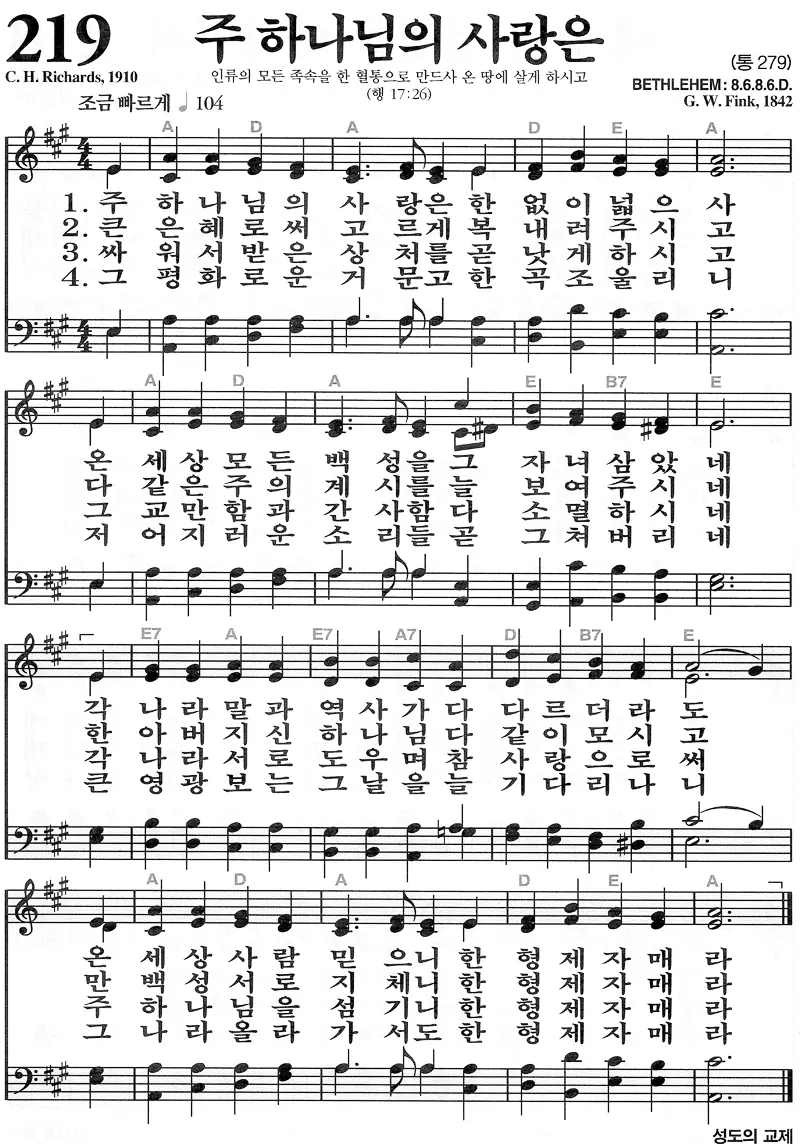 219 주 하나님의 사랑은
(통 279)
C. H. Richards, 1910 인류의 모든 족속을 한 혈통으로 만드사 온 땅에 살게 하시고 BETHLEHEM : 8.6.8.6.D.
(행 17:26) G. W. Fink, 1842
조금 빠르게 ♩ 104
A D A D E A
4 4
1. 주 하 나 님 의 사 랑 은 한 없 이 넓 으 사
2. 큰 은 혜 로 써 고 르 게 복 내 려 주 시 고
3. 싸 워 서 받 은 상 처 를 곧 낫 게 하 시 고
4. 그 평 화 로 운 거 문 고 한 곡 조 울 리 니
4 4
A D A E B7 E
온 세 상 모 든 백 성 을 그 자 녀 삼 았 네
다 같 은 주 의 계 시 를 늘 보 여 주 시 네
그 교 만 함 과 간 사 함 다 소 멸 하 시 네
저 어 지 러 운 소 리 들 곧 그 쳐 버 리 네
E7 A E7 A7 D B7 E
각 나 라 말 과 역 사 가 다 다 르 더 라 도
한 아 버 지 신 하 나 님 다 같 이 모 시 고
각 나 라 서 로 도 우 며 참 사 랑 으 로 써
큰 영 광 보 는 그 날 을 늘 기 다 리 나 니
A D A D E A
온 세 상 사 람 믿 으 니 한 형 제 자 매 라
만 백 성 서 로 지 체 니 한 형 제 자 매 라
주 하 나 님 을 섬 기 니 한 형 제 자 매 라
그 나 라 올 라 가 서 도 한 형 제 자 매 라
성도의 교제